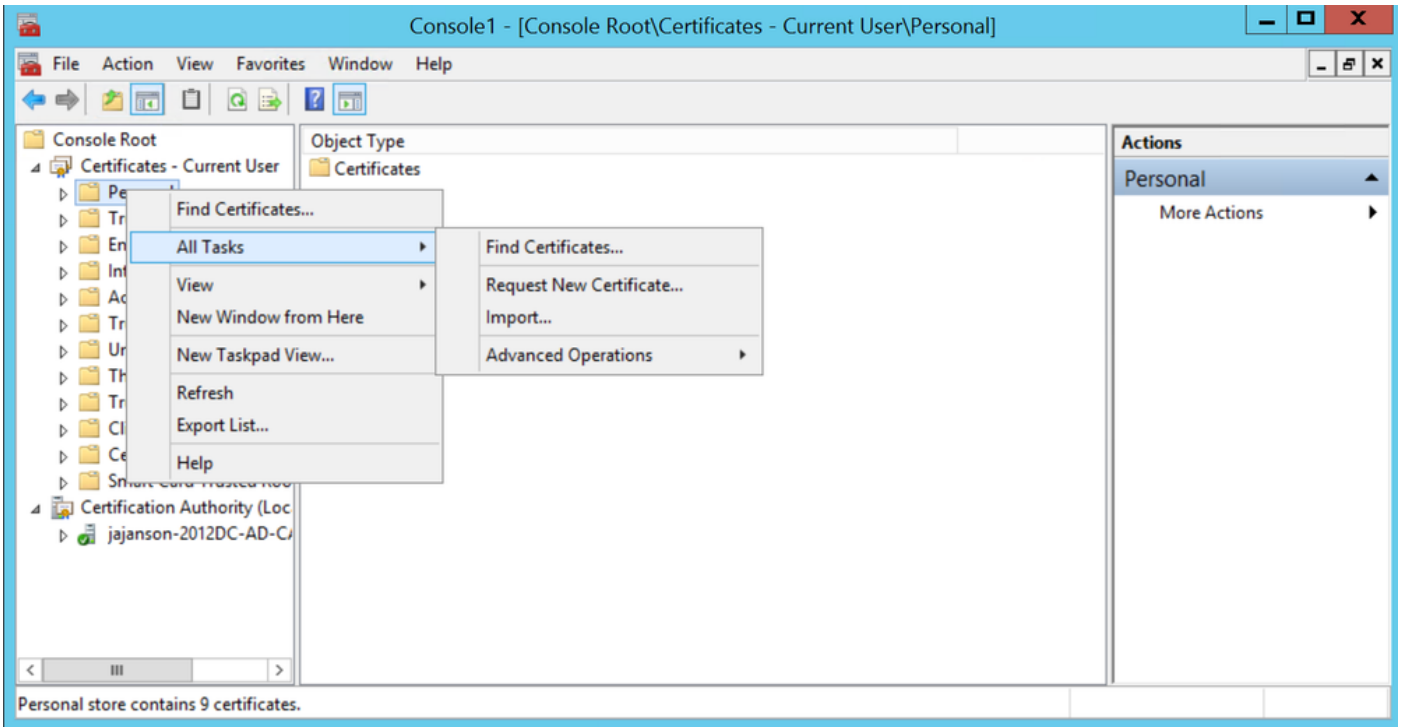 Console1 - [Console Root\Certificates - Current User\Personal]
File Action View Favorites Window Help
Console Root
Certificates - Current User
Object Type
Certificates
Actions
Personal
More Actions
Find Certificates...
All Tasks
View
New Window from Here
New Taskpad View...
Refresh
Export List...
Help
Find Certificates...
Request New Certificate...
Import...
Advanced Operations
Certification Authority (Loc
jajanson-2012DC-AD-CA
Personal store contains 9 certificates.